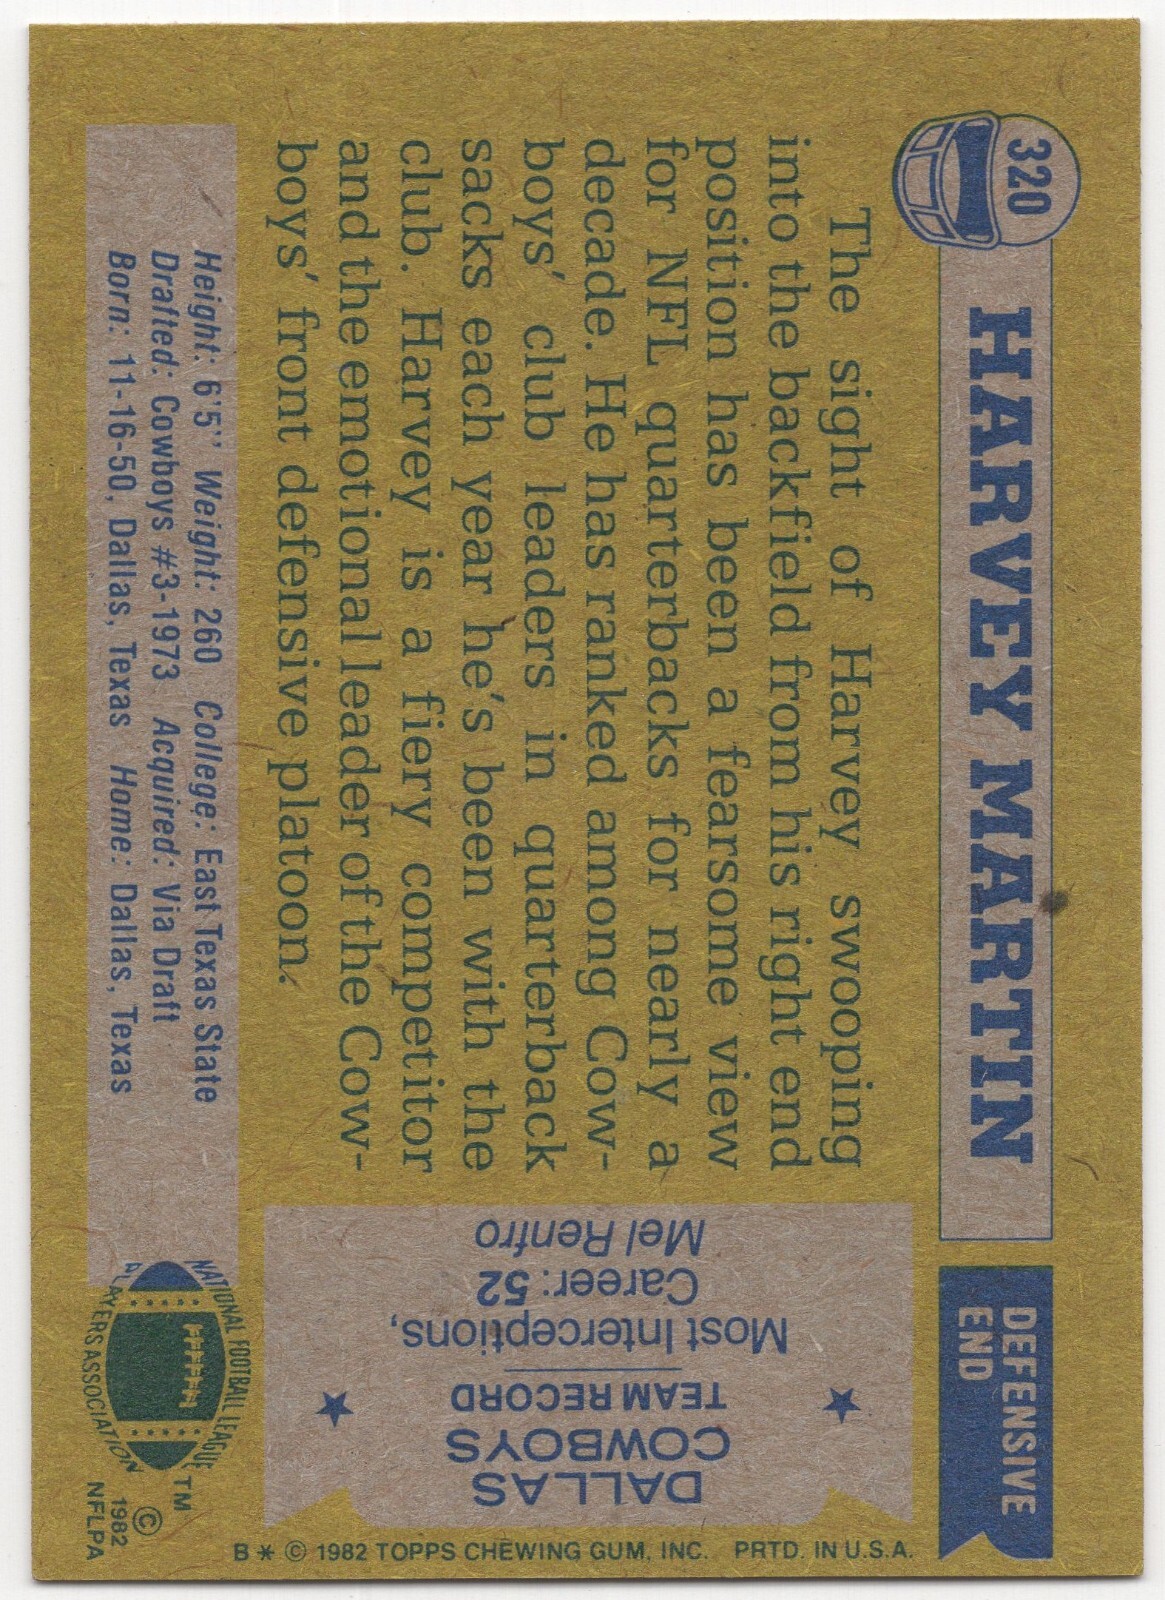 320
HARVEY MARTIN
DEFENSIVE
END
The sight of Harvey swooping
into the backfield from his right end
position has been a fearsome view
for NFL quarterbacks for nearly a
decade. He has ranked among Cow-
boys' club leaders in quarterback
sacks each year he's been with the
club. Harvey is a fiery competitor
and the emotional leader of the Cow-
boys' front defensive platoon.
DALLAS
COWBOYS
TEAM RECORD
Most Interceptions,
Career: 52
Mel Renfro
Height: 6'5" Weight: 260 College: East Texas State
Drafted: Cowboys #3-1973 Acquired: Via Draft
Born: 11-16-50, Dallas, Texas Home: Dallas, Texas
NATIONAL FOOTBALL LEAGUE
PLAYERS ASSOCIATION
TM
© 1982
NFLPA
B* © 1982 TOPPS CHEWING GUM, INC. PRTD. IN U.S.A.